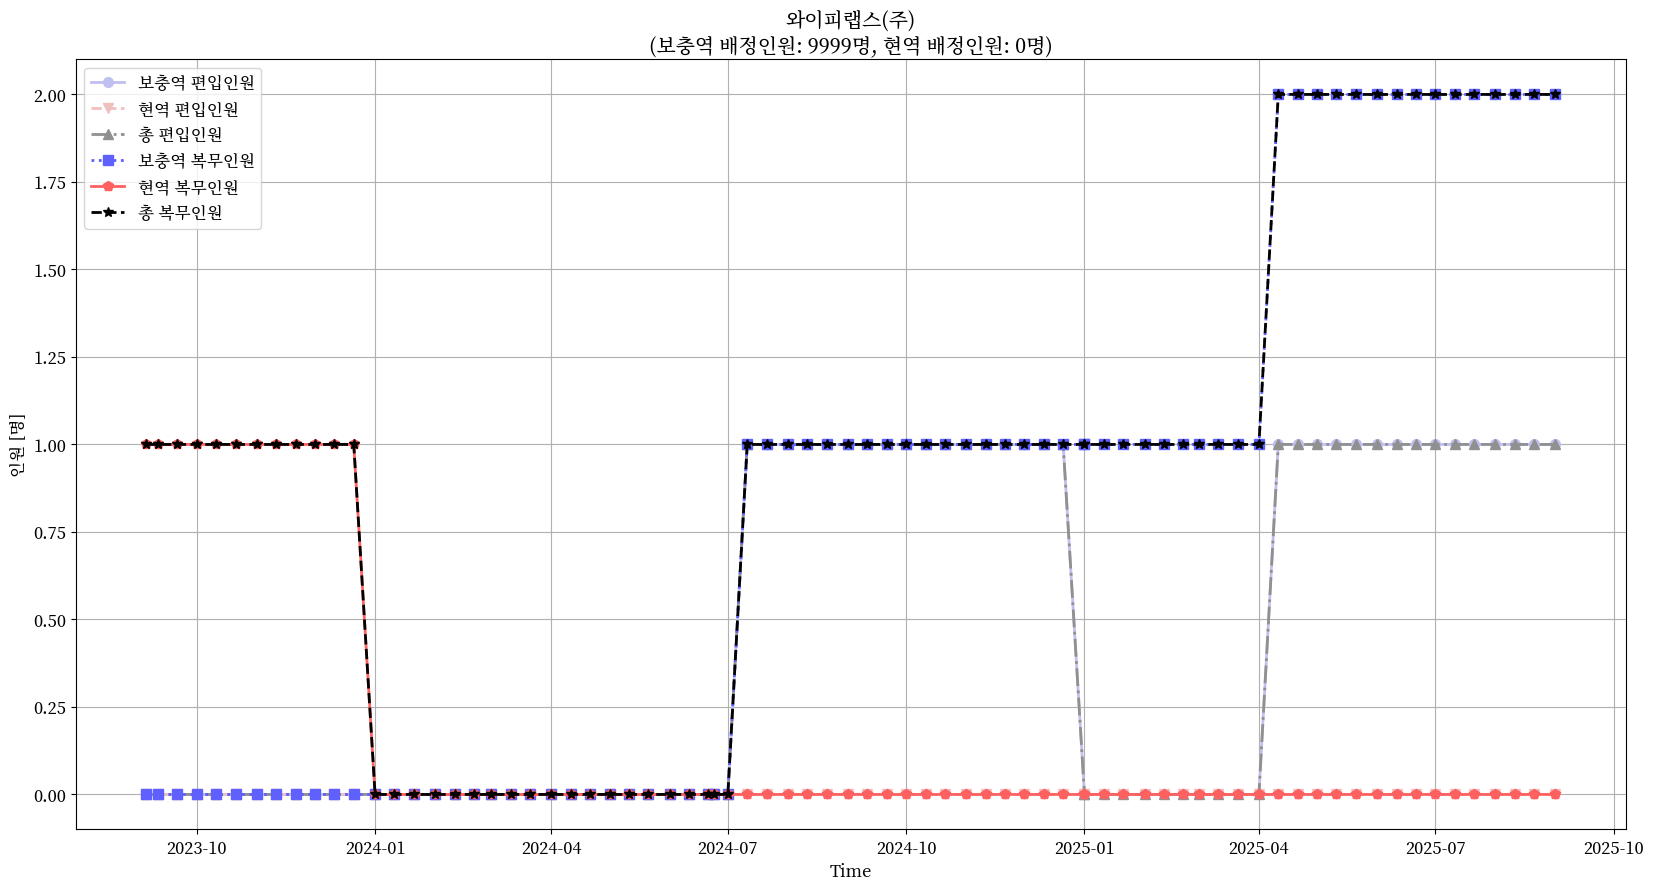 와이피랩스(주)
(보충역 배정인원: 9999명, 현역 배정인원: 0명)
보충역 편입인원
현역 편입인원
총 편입인원
보충역 복무인원
현역 복무인원
총 복무인원
2.00
1.75
1.50
1.25
1.00
0.75
0.50
0.25
0.00
인원 [명]
2023-10
2024-01
2024-04
2024-07
2024-10
2025-01
2025-04
2025-07
2025-10
Time